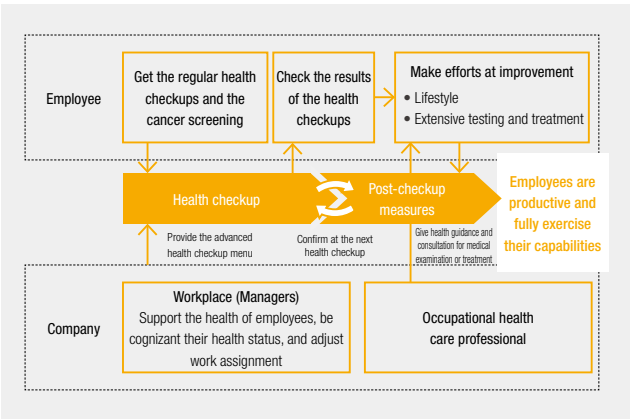 Employee
Get the regular health
checkups and the
cancer screening
Check the results
of the health
checkups
Make efforts at improvement
• Lifestyle
• Extensive testing and treatment
Health checkup
Post-checkup
measures
Employees are
productive and
fully exercise
their capabilities
Provide the advanced
health checkup menu
Confirm at the next
health checkup
Give health guidance and
consultation for medical
examination or treatment
Company
Workplace (Managers)
Support the health of employees, be
cognizant their health status, and adjust
work assignment
Occupational health
care professional